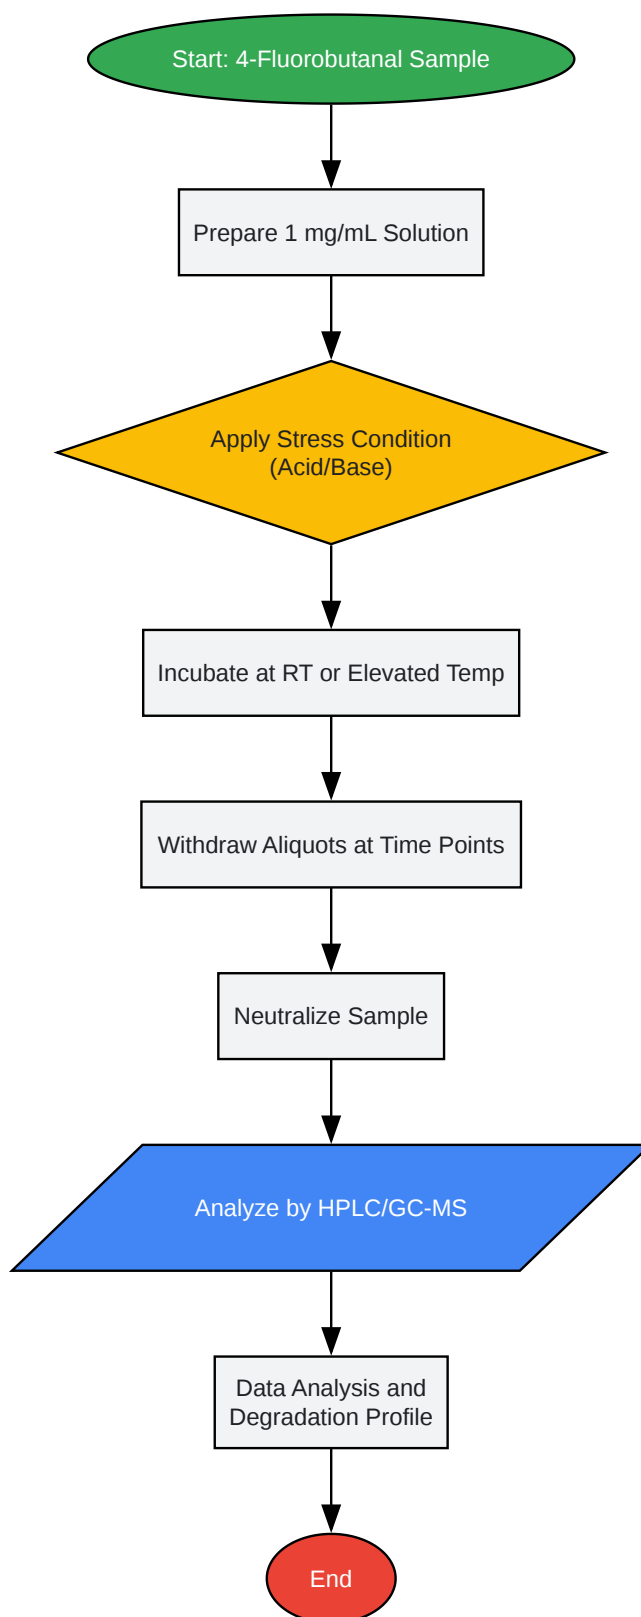 Start: 4-Fluorobutanal Sample
Prepare 1 mg/mL Solution
Apply Stress Condition
(Acid/Base)
Incubate at RT or Elevated Temp
Withdraw Aliquots at Time Points
Neutralize Sample
Analyze by HPLC/GC-MS
Data Analysis and
Degradation Profile
End